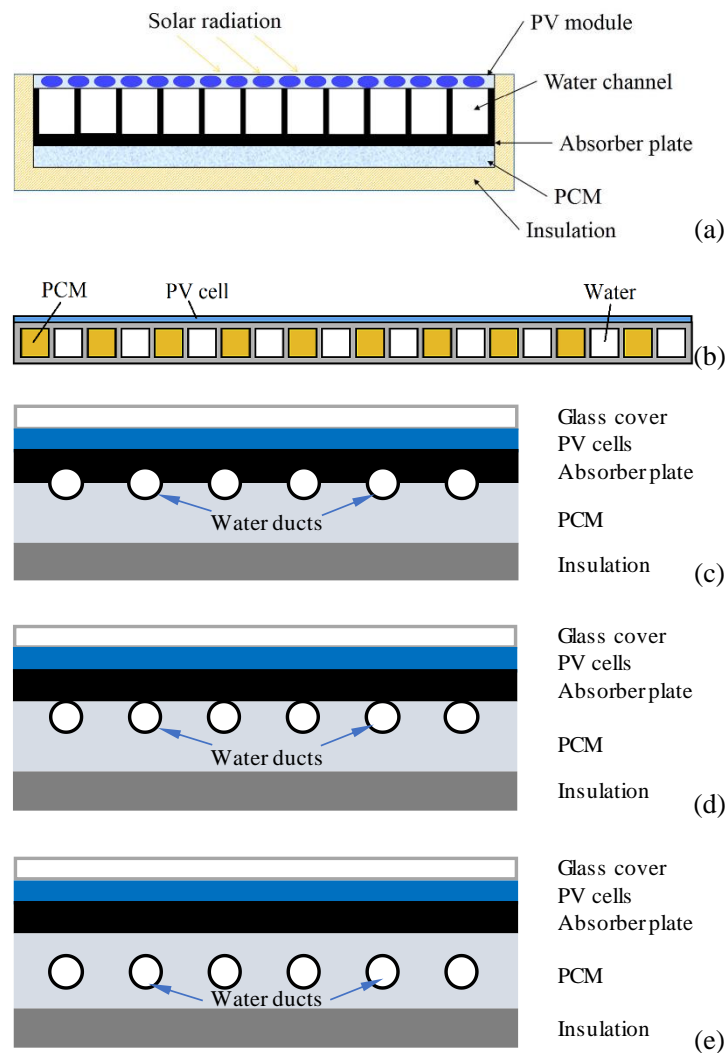 Solar radiation
PV module
Water channel
Absorber plate
PCM
Insulation
(a)
PCM
PV cell
Water
(b)
Glass cover
PV cells
Absorber plate
Water ducts
PCM
Insulation
(c)
Glass cover
PV cells
Absorber plate
Water ducts
PCM
Insulation
(d)
Glass cover
PV cells
Absorber plate
PCM
Water ducts
Insulation
(e)